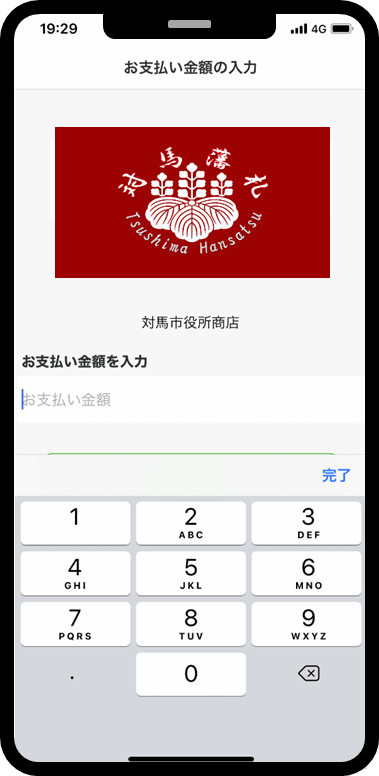 19:29 4G
お支払い金額の入力
対馬藩札
Tsushima Hansatsu
対馬市役所商店
お支払い金額を入力
お支払い金額
完了
1 2 3
ABC DEF
4 5 6
GHI JKL MNO
7 8 9
PQRS TUV WXYZ
. 0